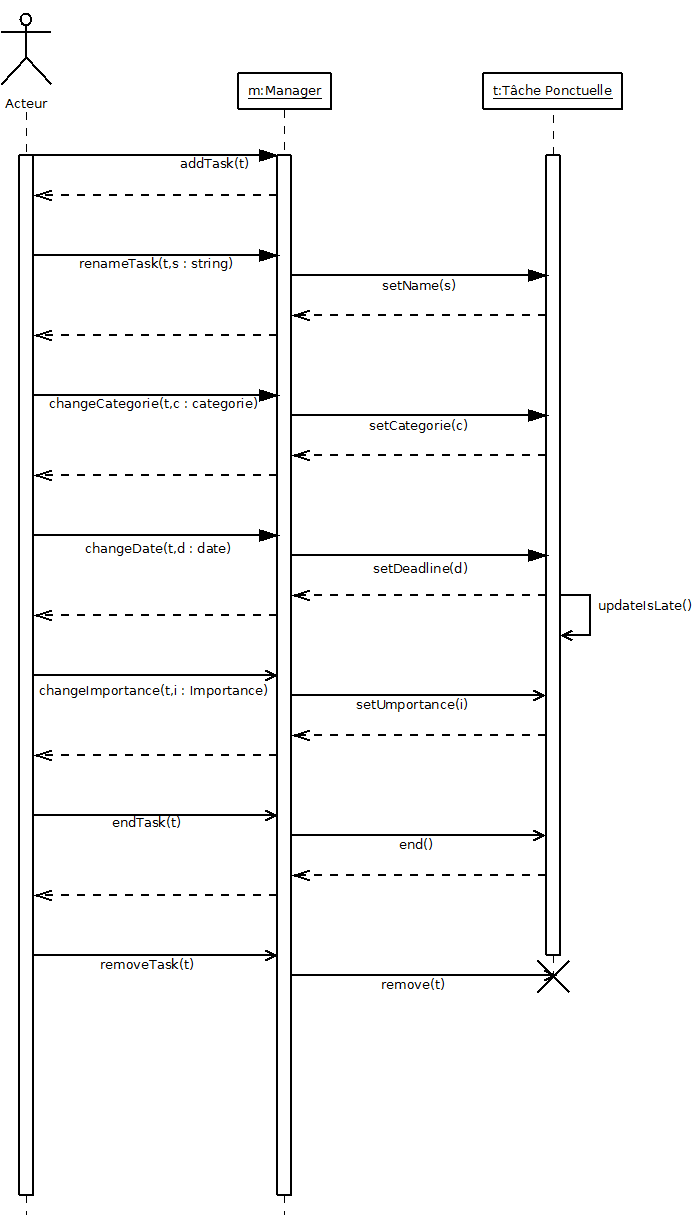 Acteur
m:Manager
t:Tâche Ponctuelle
addTask(t)
renameTask(t,s : string)
setName(s)
changeCategorie(t,c : categorie)
setCategorie(c)
changeDate(t,d : date)
setDeadline(d)
updateIsLate()
changeImportance(t,i : Importance)
setUmportance(i)
endTask(t)
end()
removeTask(t)
remove(t)